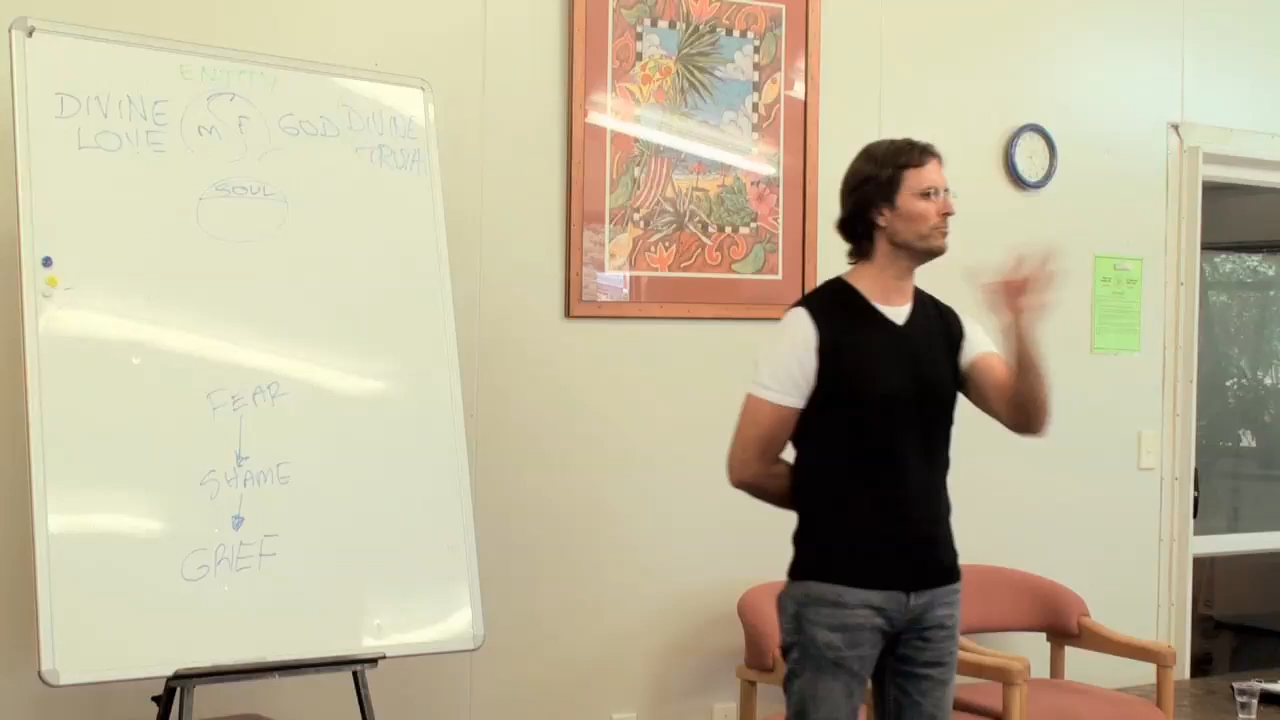 ENTITY
DIVINE LOVE
M F
GOD DIVINE TRUTH
SOUL
FEAR
SHAME
GRIEF